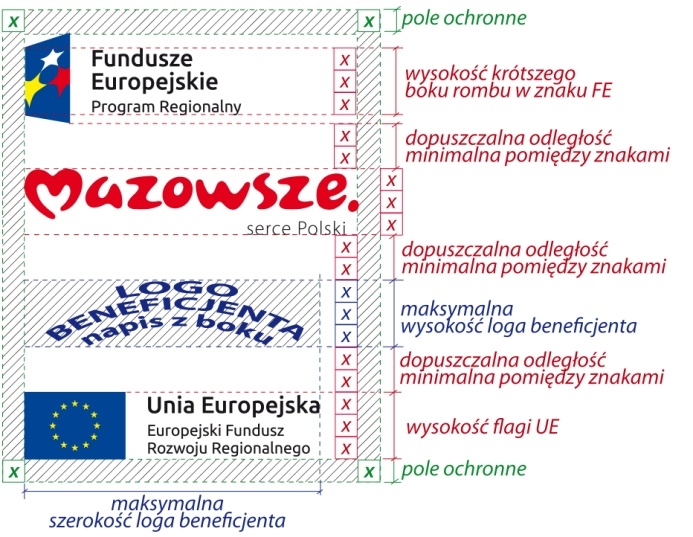 x x pole ochronne
Fundusze
Europejskie
Program Regionalny
x
x
x
wysokość krótszego
boku rombu w znaku FE
x
x
dopuszczalna odległość
minimalna pomiędzy znakami
mazowsze.
serce Polski
x
x
x
x
x
dopuszczalna odległość
minimalna pomiędzy znakami
LOGO
BENEFICJENTA
napis z boku
x
x
x
maksymalna
wysokość loga beneficjenta
x
x
dopuszczalna odległość
minimalna pomiędzy znakami
Unia Europejska
Europejski Fundusz
Rozwoju Regionalnego
x
x
x
wysokość flagi UE
x x pole ochronne
maksymalna
szerokość loga beneficjenta